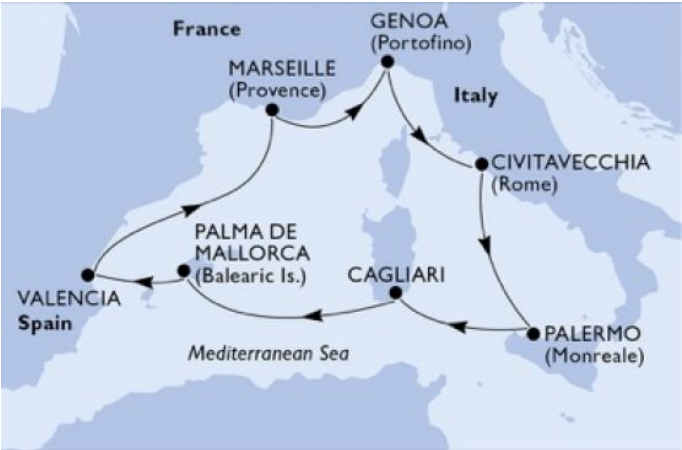 GENOA
(Portofino)
France
MARSEILLE
(Provence)
Italy
CIVITAVECCHIA
(Rome)
PALMA DE
MALLORCA
(Balearic Is.)
CAGLIARI
VALENCIA
Spain
PALERMO
(Monreale)
Mediterranean Sea